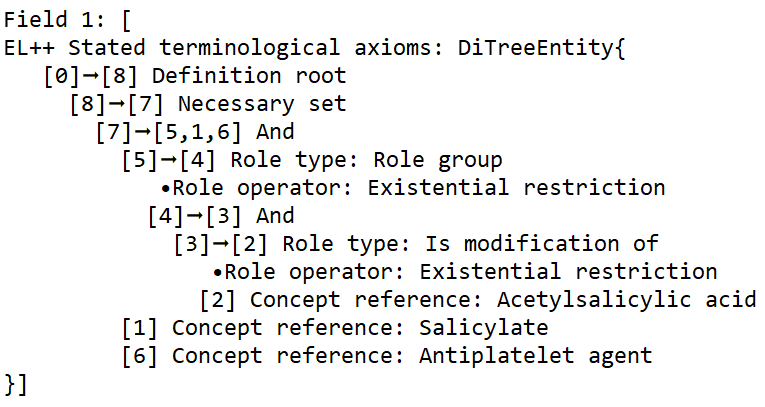 Field 1: [
EL++ Stated terminological axioms: DiTreeEntity{
[0]→[8] Definition root
[8]→[7] Necessary set
[7]→[5,1,6] And
[5]→[4] Role type: Role group
•Role operator: Existential restriction
[4]→[3] And
[3]→[2] Role type: Is modification of
•Role operator: Existential restriction
[2] Concept reference: Acetylsalicylic acid
[1] Concept reference: Salicylate
[6] Concept reference: Antiplatelet agent
}]